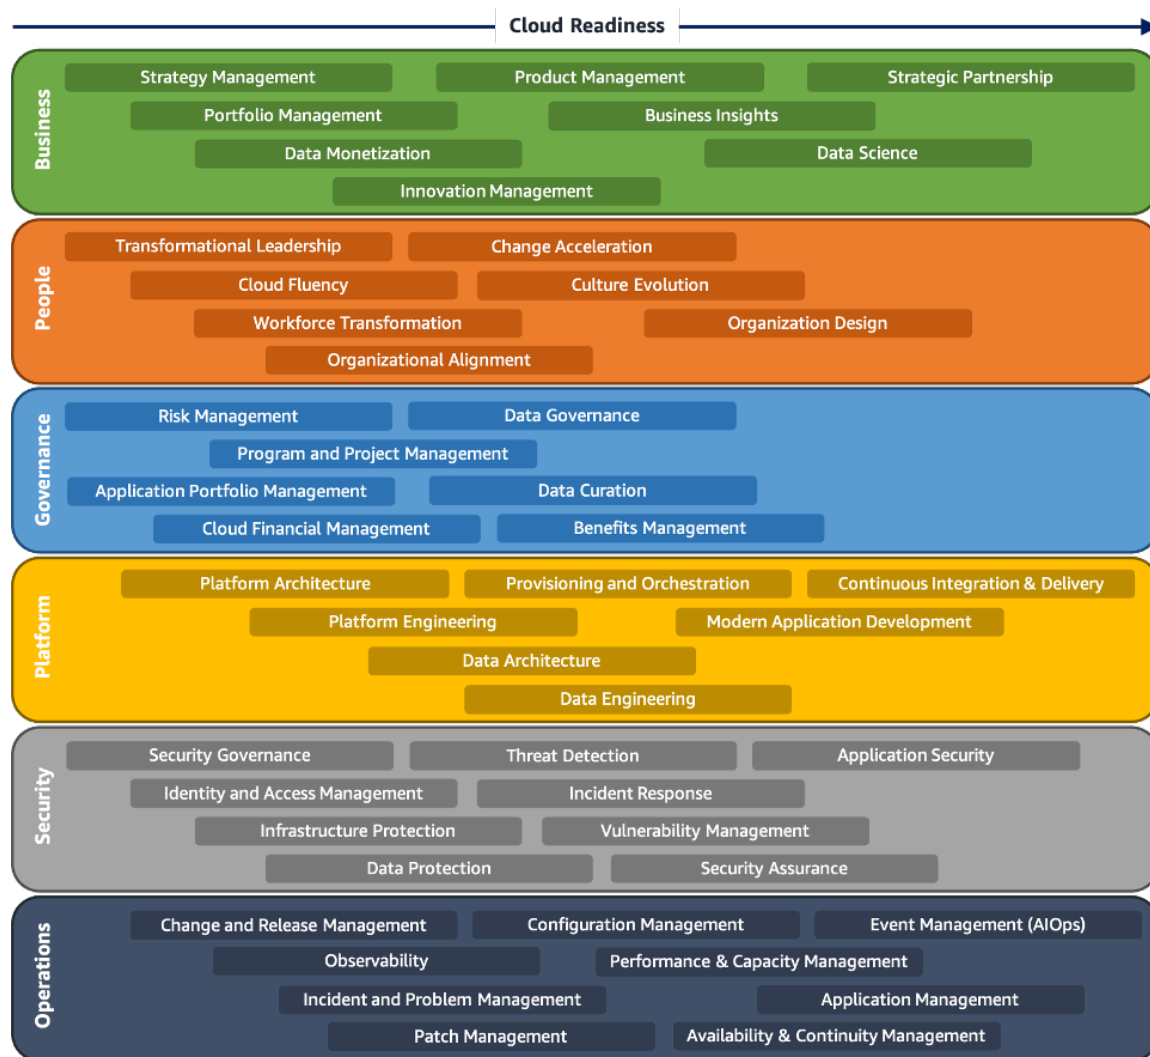 Cloud Readiness
Business
Strategy Management
Product Management
Strategic Partnership
Portfolio Management
Business Insights
Data Monetization
Data Science
Innovation Management
People
Transformational Leadership
Change Acceleration
Cloud Fluency
Culture Evolution
Workforce Transformation
Organization Design
Organizational Alignment
Governance
Risk Management
Data Governance
Program and Project Management
Application Portfolio Management
Data Curation
Cloud Financial Management
Benefits Management
Platform
Platform Architecture
Provisioning and Orchestration
Continuous Integration & Delivery
Platform Engineering
Modern Application Development
Data Architecture
Data Engineering
Security
Security Governance
Threat Detection
Application Security
Identity and Access Management
Incident Response
Infrastructure Protection
Vulnerability Management
Data Protection
Security Assurance
Operations
Change and Release Management
Configuration Management
Event Management (AIOps)
Observability
Performance & Capacity Management
Incident and Problem Management
Application Management
Patch Management
Availability & Continuity Management